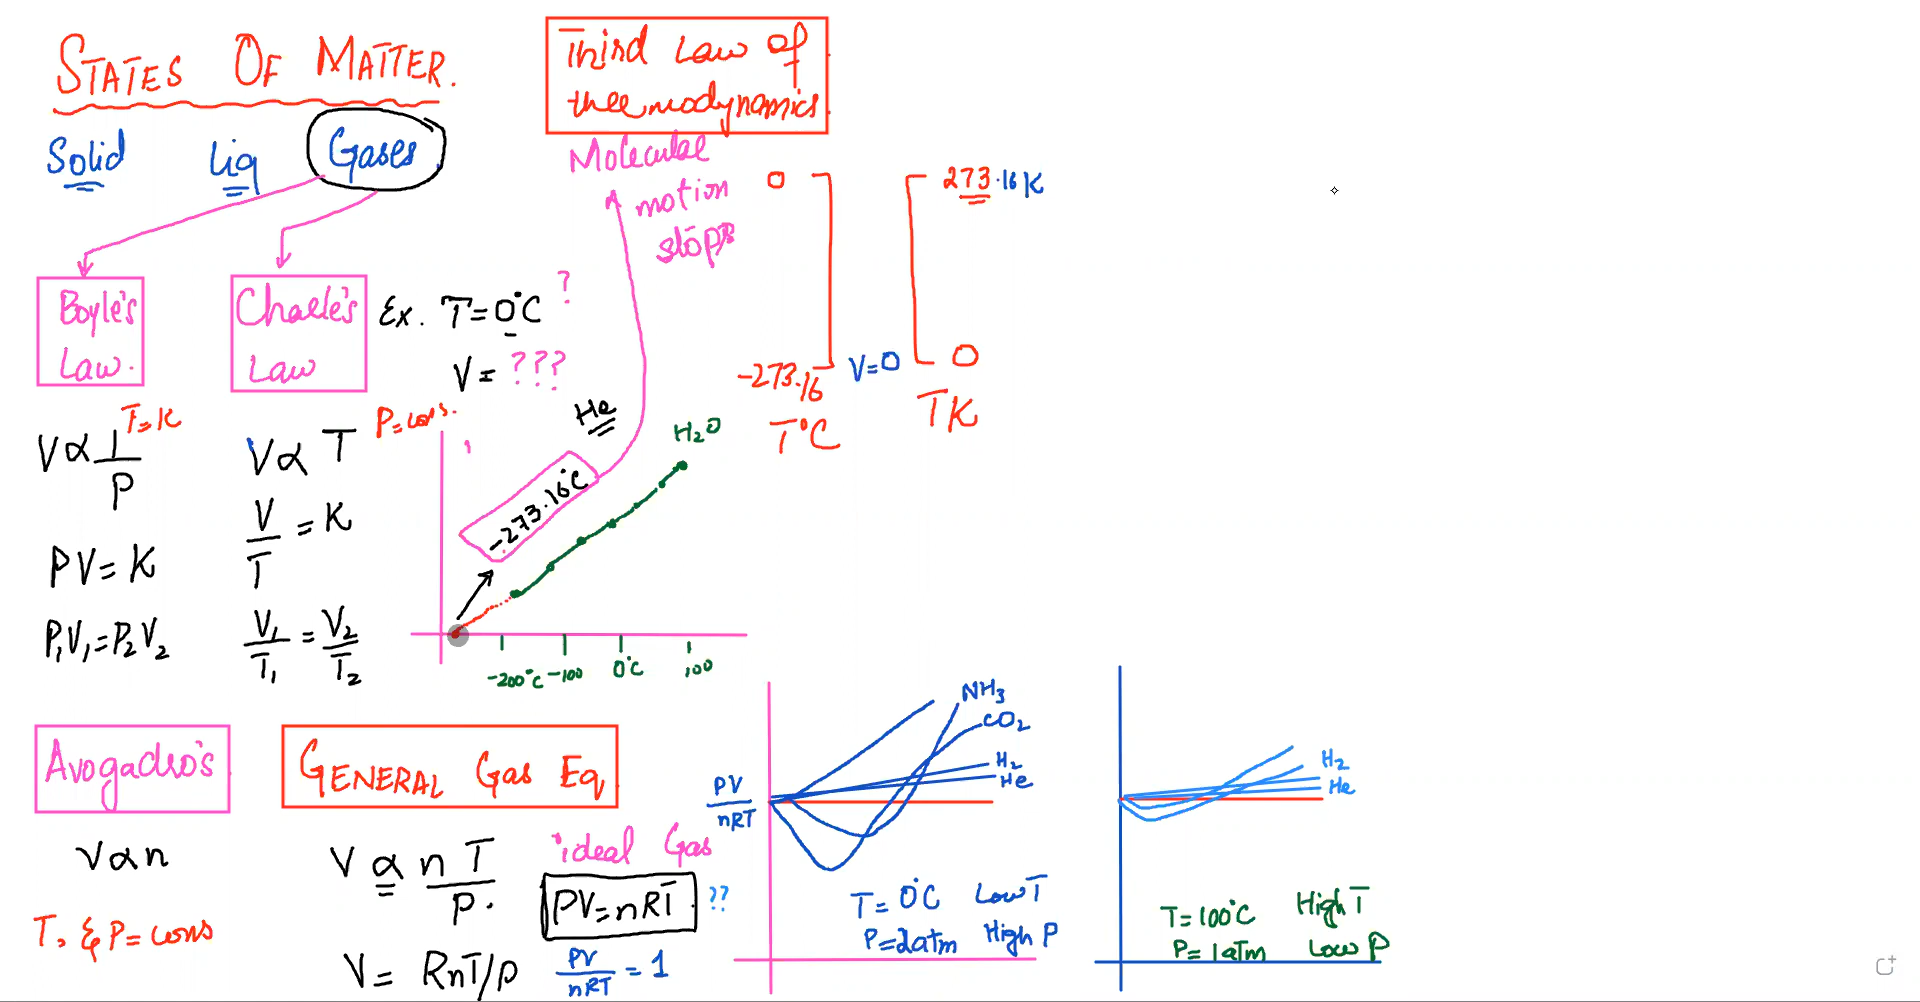 STATES OF MATTER.
Solid Liq Gases
Third Law of
thermodynamics
Molecular
motion
stops
0
-273.16
T°C
V=0
273.16K
0
TK
Boyle's
Law.
T=K
V∝1/P
PV=K
P₁V₁=P₂V₂
Charle's
Law
V∝T
V/T=K
V₁/T₁=V₂/T₂
Ex. T=0°C ?
V= ???
P=cons.
He
H₂O
-273.16°C
-200°C -100 0°C 100
Avogadro's
V∝n
T, & P=cons
GENERAL Gas Eq
V∝nT/P.
V= RnT/P
ideal Gas
PV=nRT ??
PV/nRT=1
PV/nRT
NH₃
CO₂
H₂
He
T=0°C Low T
P=2atm High P
H₂
He
T=100°C High T
P=1atm Low P